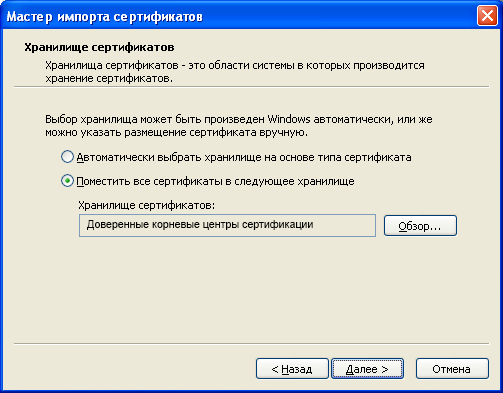 Мастер импорта сертификатов
Хранилище сертификатов
Хранилища сертификатов - это области системы в которых производится
хранение сертификатов.
Выбор хранилища может быть произведен Windows автоматически, или же
можно указать размещение сертификата вручную.
Автоматически выбрать хранилище на основе типа сертификата
Поместить все сертификаты в следующее хранилище
Хранилище сертификатов:
Доверенные корневые центры сертификации
Обзор...
< Назад
Далее >
Отмена